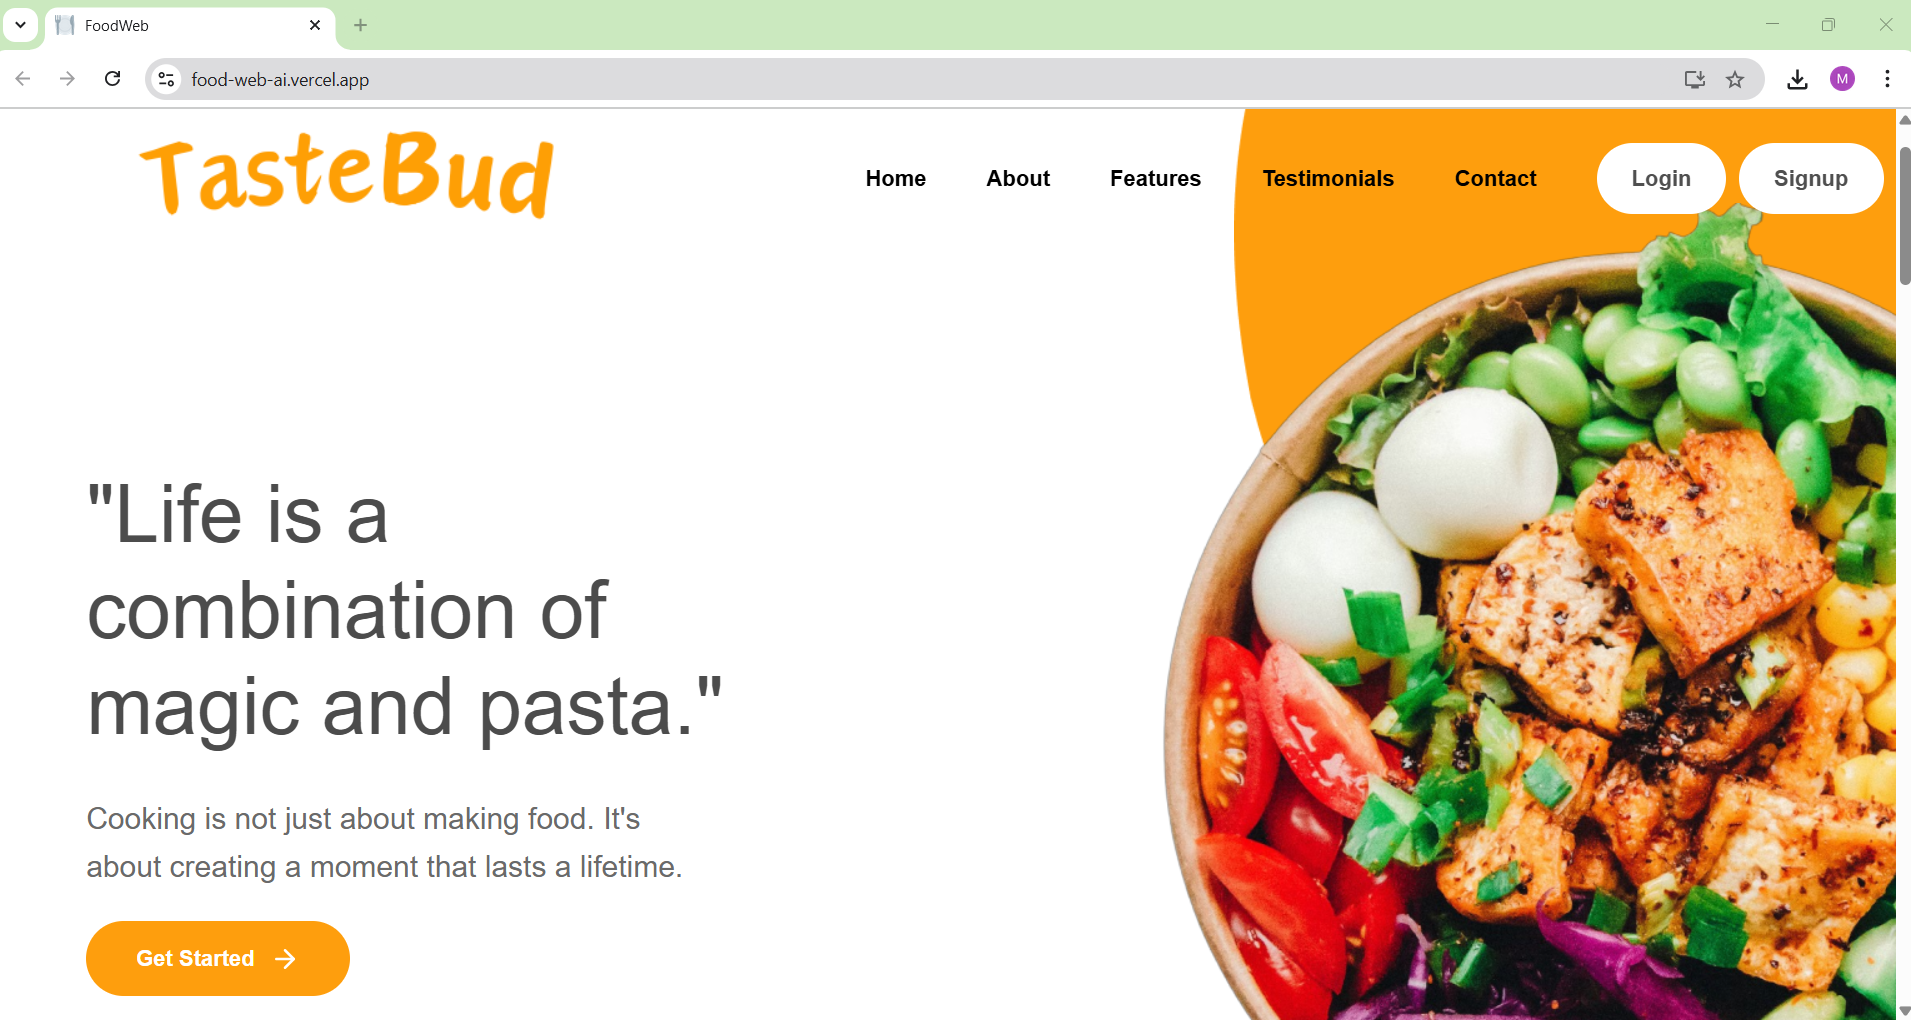 FoodWeb
food-web-ai.vercel.app
M
TasteBud
Home About Features Testimonials Contact Login Signup
"Life is a
combination of
magic and pasta."
Cooking is not just about making food. It's
about creating a moment that lasts a lifetime.
Get Started